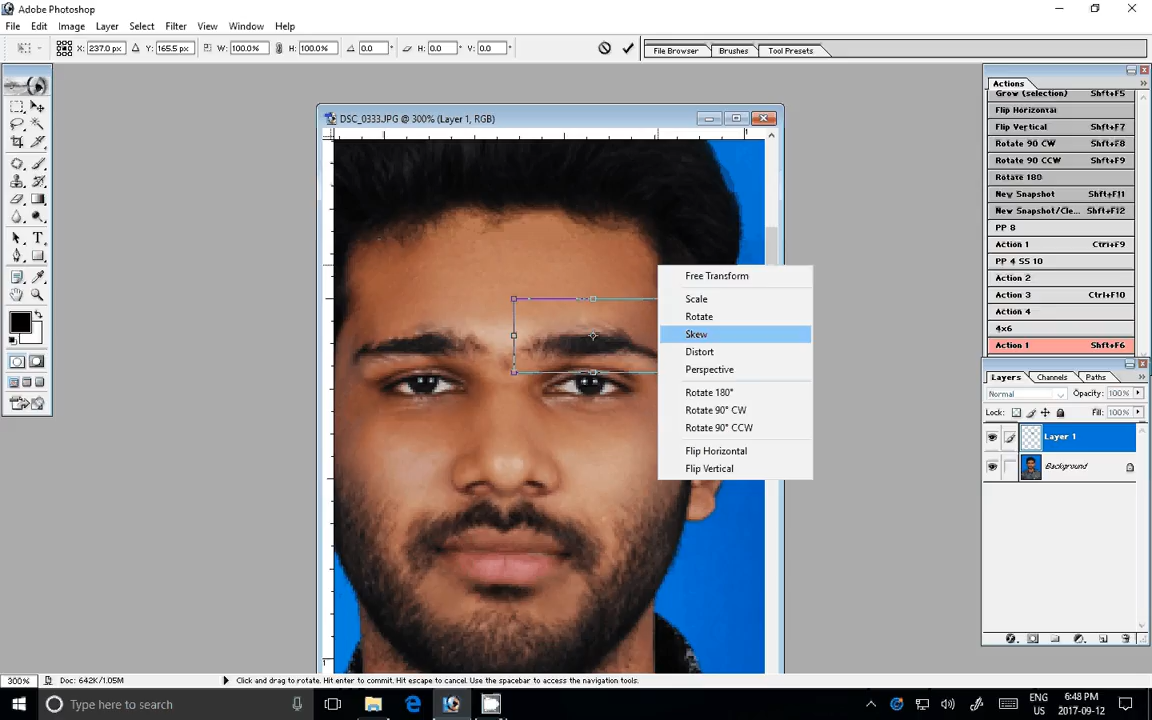 Adobe Photoshop
File Edit Image Layer Select Filter View Window Help
X: 237.0 px Y: 165.5 px W: 100.0% H: 100.0% 0.0 ° H: 0.0 ° V: 0.0 °
File Browser Brushes Tool Presets
DSC_0333.JPG @ 300% (Layer 1, RGB)
Free Transform
Scale
Rotate
Skew
Distort
Perspective
Rotate 180°
Rotate 90° CW
Rotate 90° CCW
Flip Horizontal
Flip Vertical
Actions
Grow (selection) Shft+F5
Flip Horizontal
Flip Vertical Shft+F7
Rotate 90 CW Shft+F8
Rotate 90 CCW Shft+F9
Rotate 180
New Snapshot Shft+F11
New Snapshot/Cle... Shft+F12
PP 8
Action 1 Ctrl+F9
PP 4 SS 10
Action 2
Action 3 Ctrl+F10
Action 4
4x6
Action 1 Shft+F6
Layers Channels Paths
Normal Opacity: 100%
Lock: Fill: 100%
Layer 1
Background
300% Doc: 642K/1.05M Click and drag to rotate. Hit enter to commit. Hit escape to cancel. Use the spacebar to access the navigation tools.
Type here to search
ENG
US
6:48 PM
2017-09-12